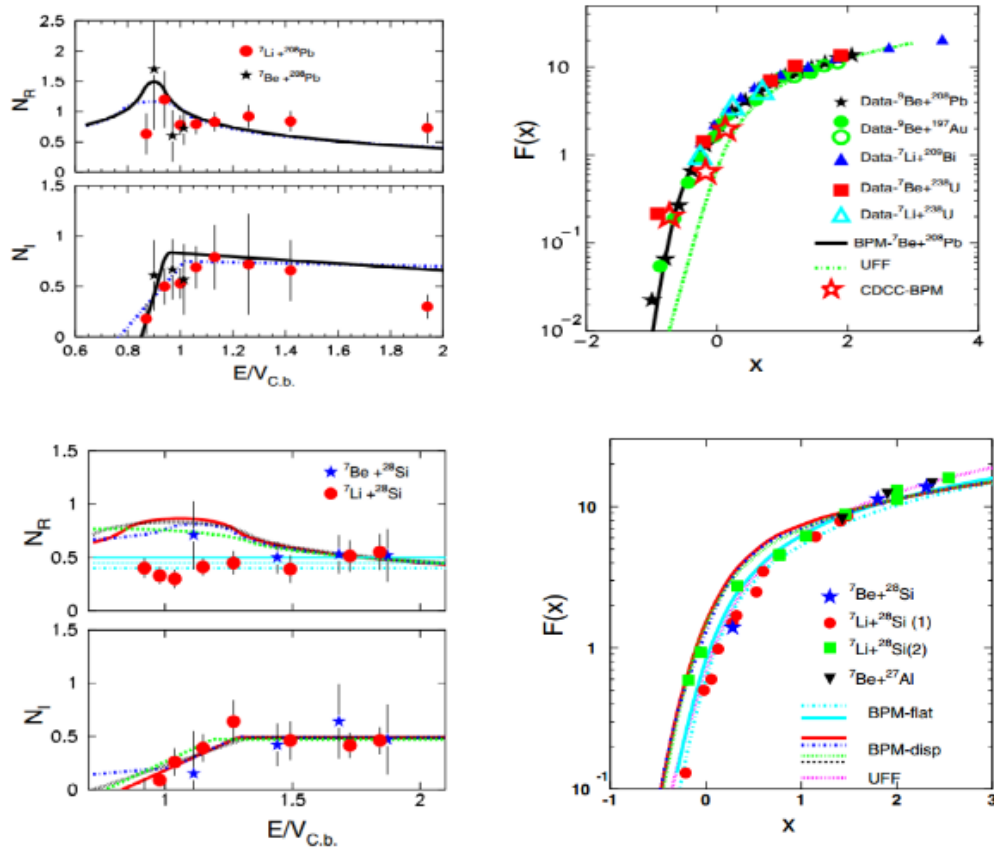 2.5
2
1.5
1
0.5
0
N_R
⁷Li +²⁰⁸Pb
⁷Be +²⁰⁸Pb
1
0.5
0
N_I
0.6 0.8 1 1.2 1.4 1.6 1.8 2
E/V_C.b.
10
1
10⁻¹
10⁻²
F(x)
Data-⁹Be+²⁰⁸Pb
Data-⁹Be+¹⁹⁷Au
Data-⁷Li+²⁰⁹Bi
Data-⁷Be+²³⁸U
Data-⁷Li+²³⁸U
BPM-⁷Be+²⁰⁸Pb
UFF
CDCC-BPM
−2 0 2 4
x
1.5
1
0.5
0
N_R
⁷Be +²⁸Si
⁷Li +²⁸Si
1
0.5
0
N_I
1 1.5 2
E/V_C.b.
10
1
10⁻¹
F(x)
⁷Be+²⁸Si
⁷Li+²⁸Si (1)
⁷Li+²⁸Si(2)
⁷Be+²⁷Al
BPM-flat
BPM-disp
UFF
-1 0 1 2 3
x